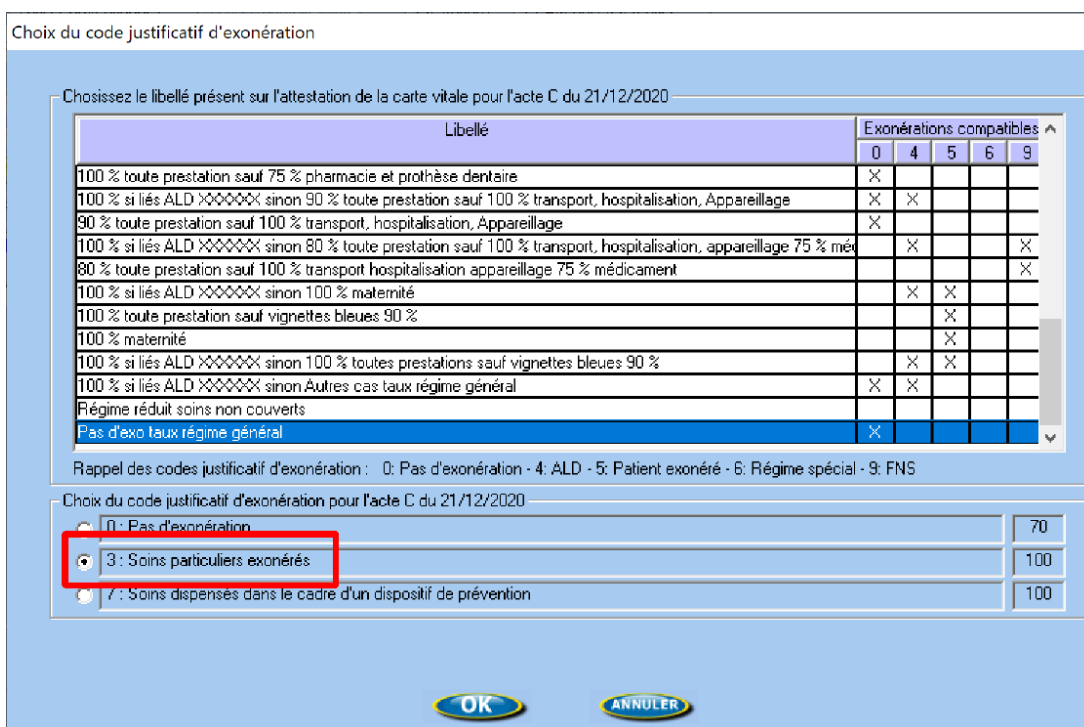 Choix du code justificatif d'exonération
Chosissez le libellé présent sur l'attestation de la carte vitale pour l'acte C du 21/12/2020
Libellé Exonérations compatibles
0 4 5 6 9
100 % toute prestation sauf 75 % pharmacie et prothèse dentaire X
100 % si liés ALD XXXXXX sinon 90 % toute prestation sauf 100 % transport, hospitalisation, Appareillage X X
90 % toute prestation sauf 100 % transport, hospitalisation, Appareillage X
100 % si liés ALD XXXXXX sinon 80 % toute prestation sauf 100 % transport, hospitalisation, appareillage 75 % méd X X
80 % toute prestation sauf 100 % transport hospitalisation appareillage 75 % médicament X
100 % si liés ALD XXXXXX sinon 100 % maternité X X
100 % toute prestation sauf vignettes bleues 90 % X
100 % maternité X
100 % si liés ALD XXXXXX sinon 100 % toutes prestations sauf vignettes bleues 90 % X X
100 % si liés ALD XXXXXX sinon Autres cas taux régime général X X
Régime réduit soins non couverts
Pas d'exo taux régime général X
Rappel des codes justificatif d'exonération : 0: Pas d'exonération - 4: ALD - 5: Patient exonéré - 6: Régime spécial - 9: FNS
Choix du code justificatif d'exonération pour l'acte C du 21/12/2020
0 : Pas d'exonération 70
3 : Soins particuliers exonérés 100
7 : Soins dispensés dans le cadre d'un dispositif de prévention 100
OK ANNULER